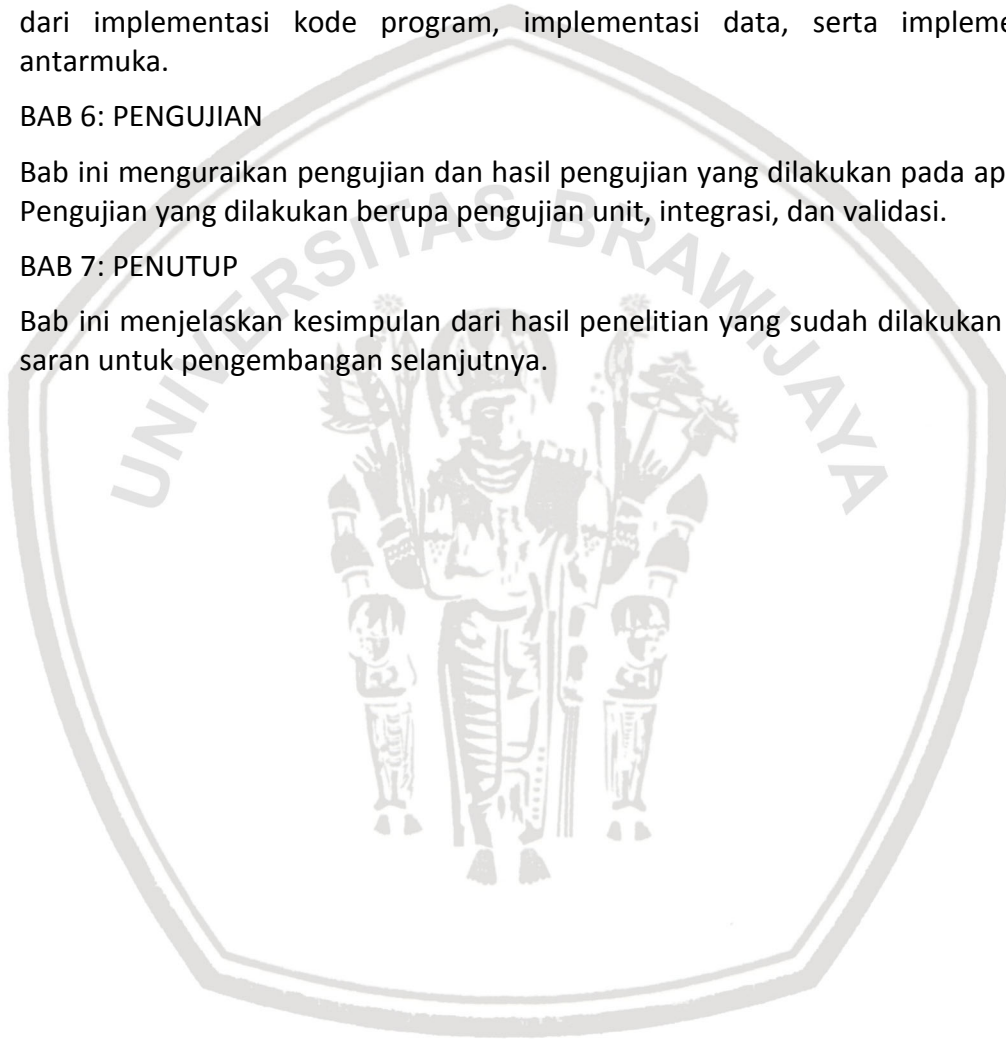 dari implementasi kode program, implementasi data, serta impleme
antarmuka.
BAB 6: PENGUJIAN
Bab ini menguraikan pengujian dan hasil pengujian yang dilakukan pada ap
Pengujian yang dilakukan berupa pengujian unit, integrasi, dan validasi.
BAB 7: PENUTUP
Bab ini menjelaskan kesimpulan dari hasil penelitian yang sudah dilakukan
saran untuk pengembangan selanjutnya.
UNIVERSITAS BRAWIJAYA